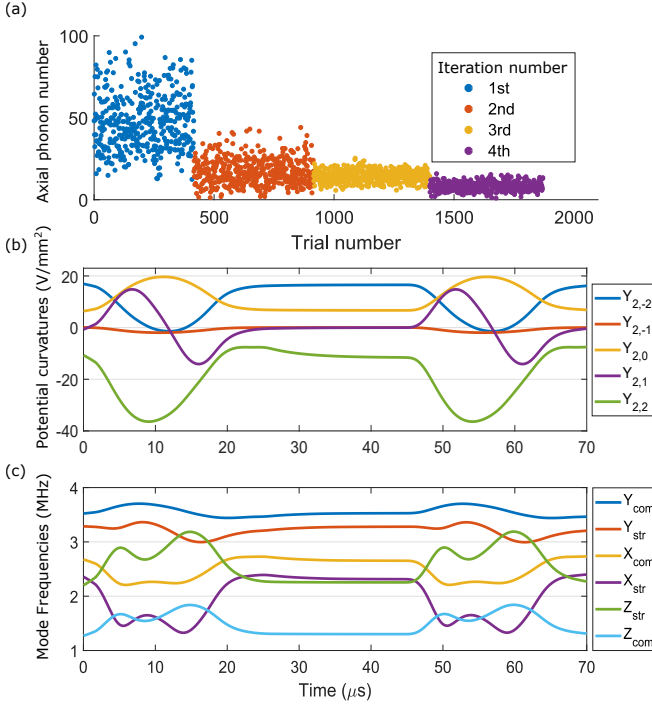 (a)
Axial phonon number
100
50
0
Iteration number
1st
2nd
3rd
4th
0 500 1000 1500 2000
Trial number
(b)
Potential curvatures (V/mm²)
20
0
-20
-40
Y2,-2
Y2,-1
Y2,0
Y2,1
Y2,2
0 10 20 30 40 50 60 70
(c)
Mode Frequencies (MHz)
4
3
2
1
Ycom
Ystr
Xcom
Xstr
Zstr
Zcom
0 10 20 30 40 50 60 70
Time (μs)